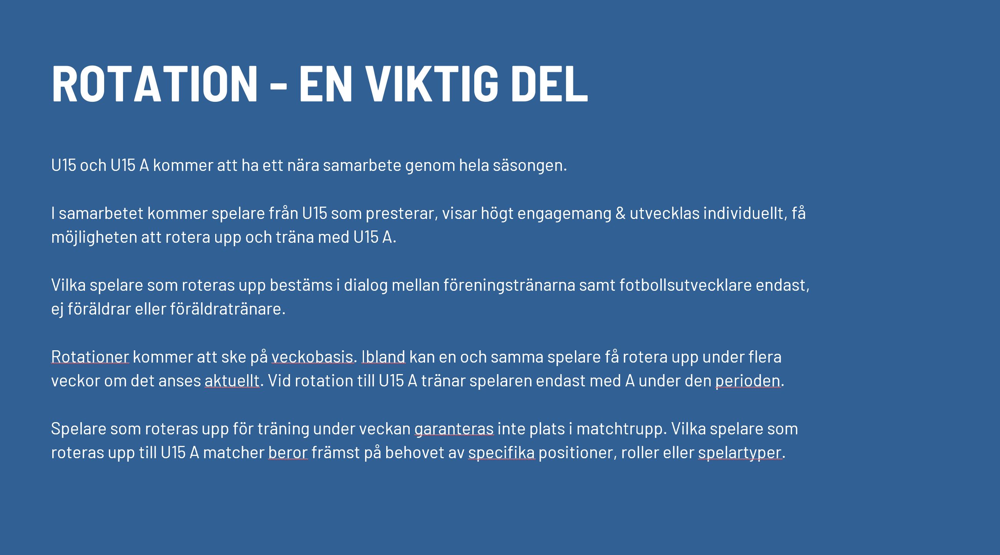 ROTATION - EN VIKTIG DEL
U15 och U15 A kommer att ha ett nära samarbete genom hela säsongen.
I samarbetet kommer spelare från U15 som presterar, visar högt engagemang & utvecklas individuellt, få
möjligheten att rotera upp och träna med U15 A.
Vilka spelare som roteras upp bestäms i dialog mellan föreningstränarna samt fotbollsutvecklare endast,
ej föräldrar eller föräldratränare.
Rotationer kommer att ske på veckobasis. Ibland kan en och samma spelare få rotera upp under flera
veckor om det anses aktuellt. Vid rotation till U15 A tränar spelaren endast med A under den perioden.
Spelare som roteras upp för träning under veckan garanteras inte plats i matchtrupp. Vilka spelare som
roteras upp till U15 A matcher beror främst på behovet av specifika positioner, roller eller spelartyper.